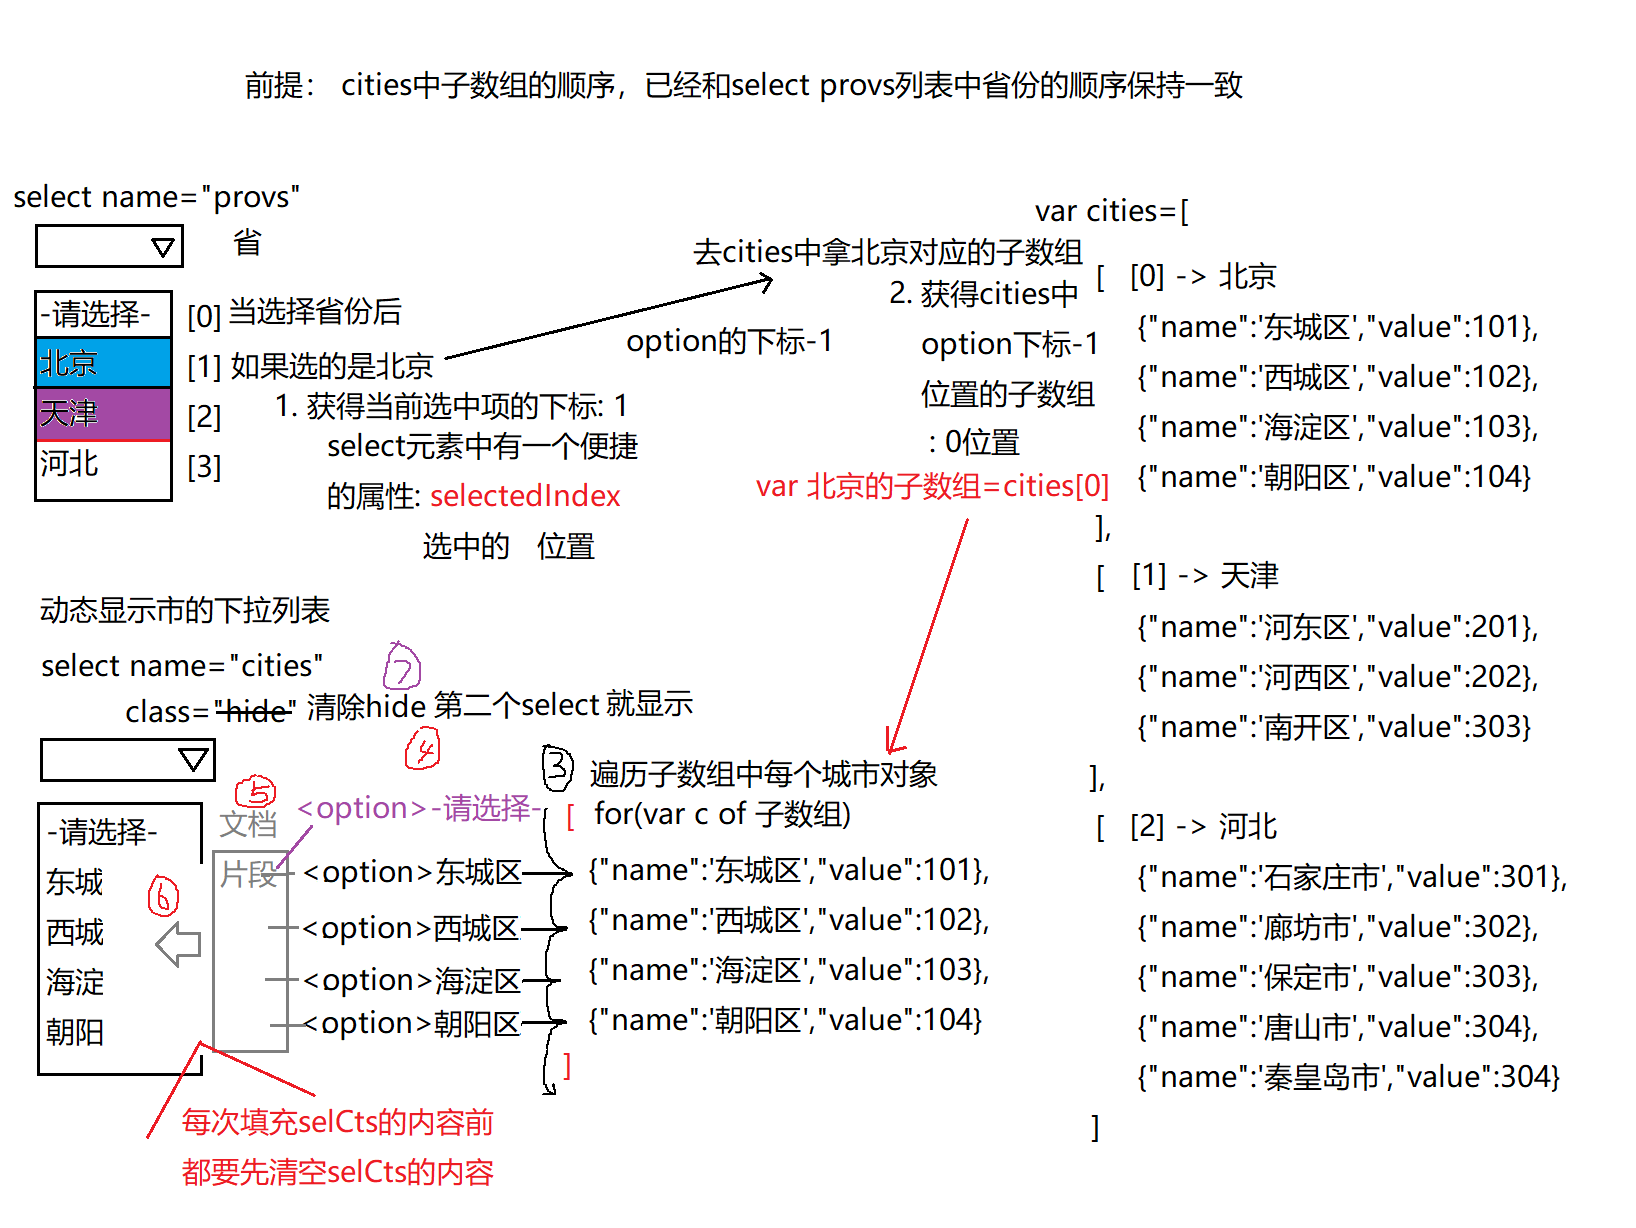 前提： cities中子数组的顺序，已经和select provs列表中省份的顺序保持一致
select name="provs"
省
-请选择-
北京
天津
河北
[0] 当选择省份后
[1] 如果选的是北京
[2]
[3]
1. 获得当前选中项的下标: 1
select元素中有一个便捷
的属性: selectedIndex
选中的 位置
去cities中拿北京对应的子数组
option的下标-1
2. 获得cities中
option下标-1
位置的子数组
: 0位置
var 北京的子数组=cities[0]
var cities=[
[ [0] -> 北京
{"name":'东城区',"value":101},
{"name":'西城区',"value":102},
{"name":'海淀区',"value":103},
{"name":'朝阳区',"value":104}
],
[ [1] -> 天津
{"name":'河东区',"value":201},
{"name":'河西区',"value":202},
{"name":'南开区',"value":303}
],
[ [2] -> 河北
{"name":'石家庄市',"value":301},
{"name":'廊坊市',"value":302},
{"name":'保定市',"value":303},
{"name":'唐山市',"value":304},
{"name":'秦皇岛市',"value":304}
]
动态显示市的下拉列表
select name="cities"
7
class="hide" 清除hide 第二个select 就显示
4
-请选择-
东城
西城
海淀
朝阳
6
5
文档
片段
<option>-请选择-
<option>东城区
<option>西城区
<option>海淀区
<option>朝阳区
3 遍历子数组中每个城市对象
[ for(var c of 子数组)
{"name":'东城区',"value":101},
{"name":'西城区',"value":102},
{"name":'海淀区',"value":103},
{"name":'朝阳区',"value":104}
]
每次填充selCts的内容前
都要先清空selCts的内容